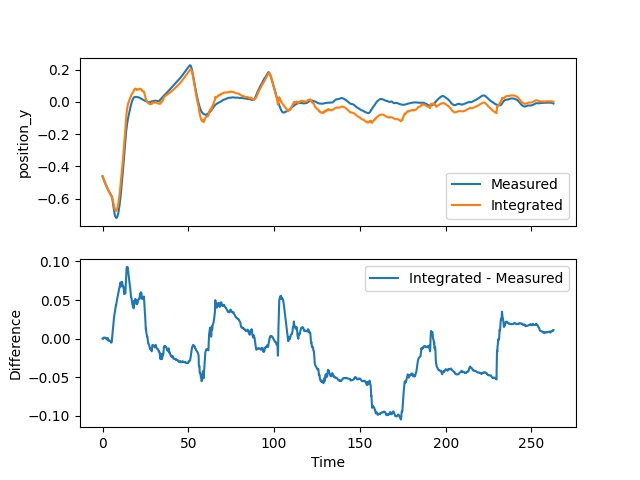 0.2
0.0
−0.2
−0.4
−0.6
position_y
Measured
Integrated
0.10
0.05
0.00
−0.05
−0.10
Difference
Integrated - Measured
0 50 100 150 200 250
Time